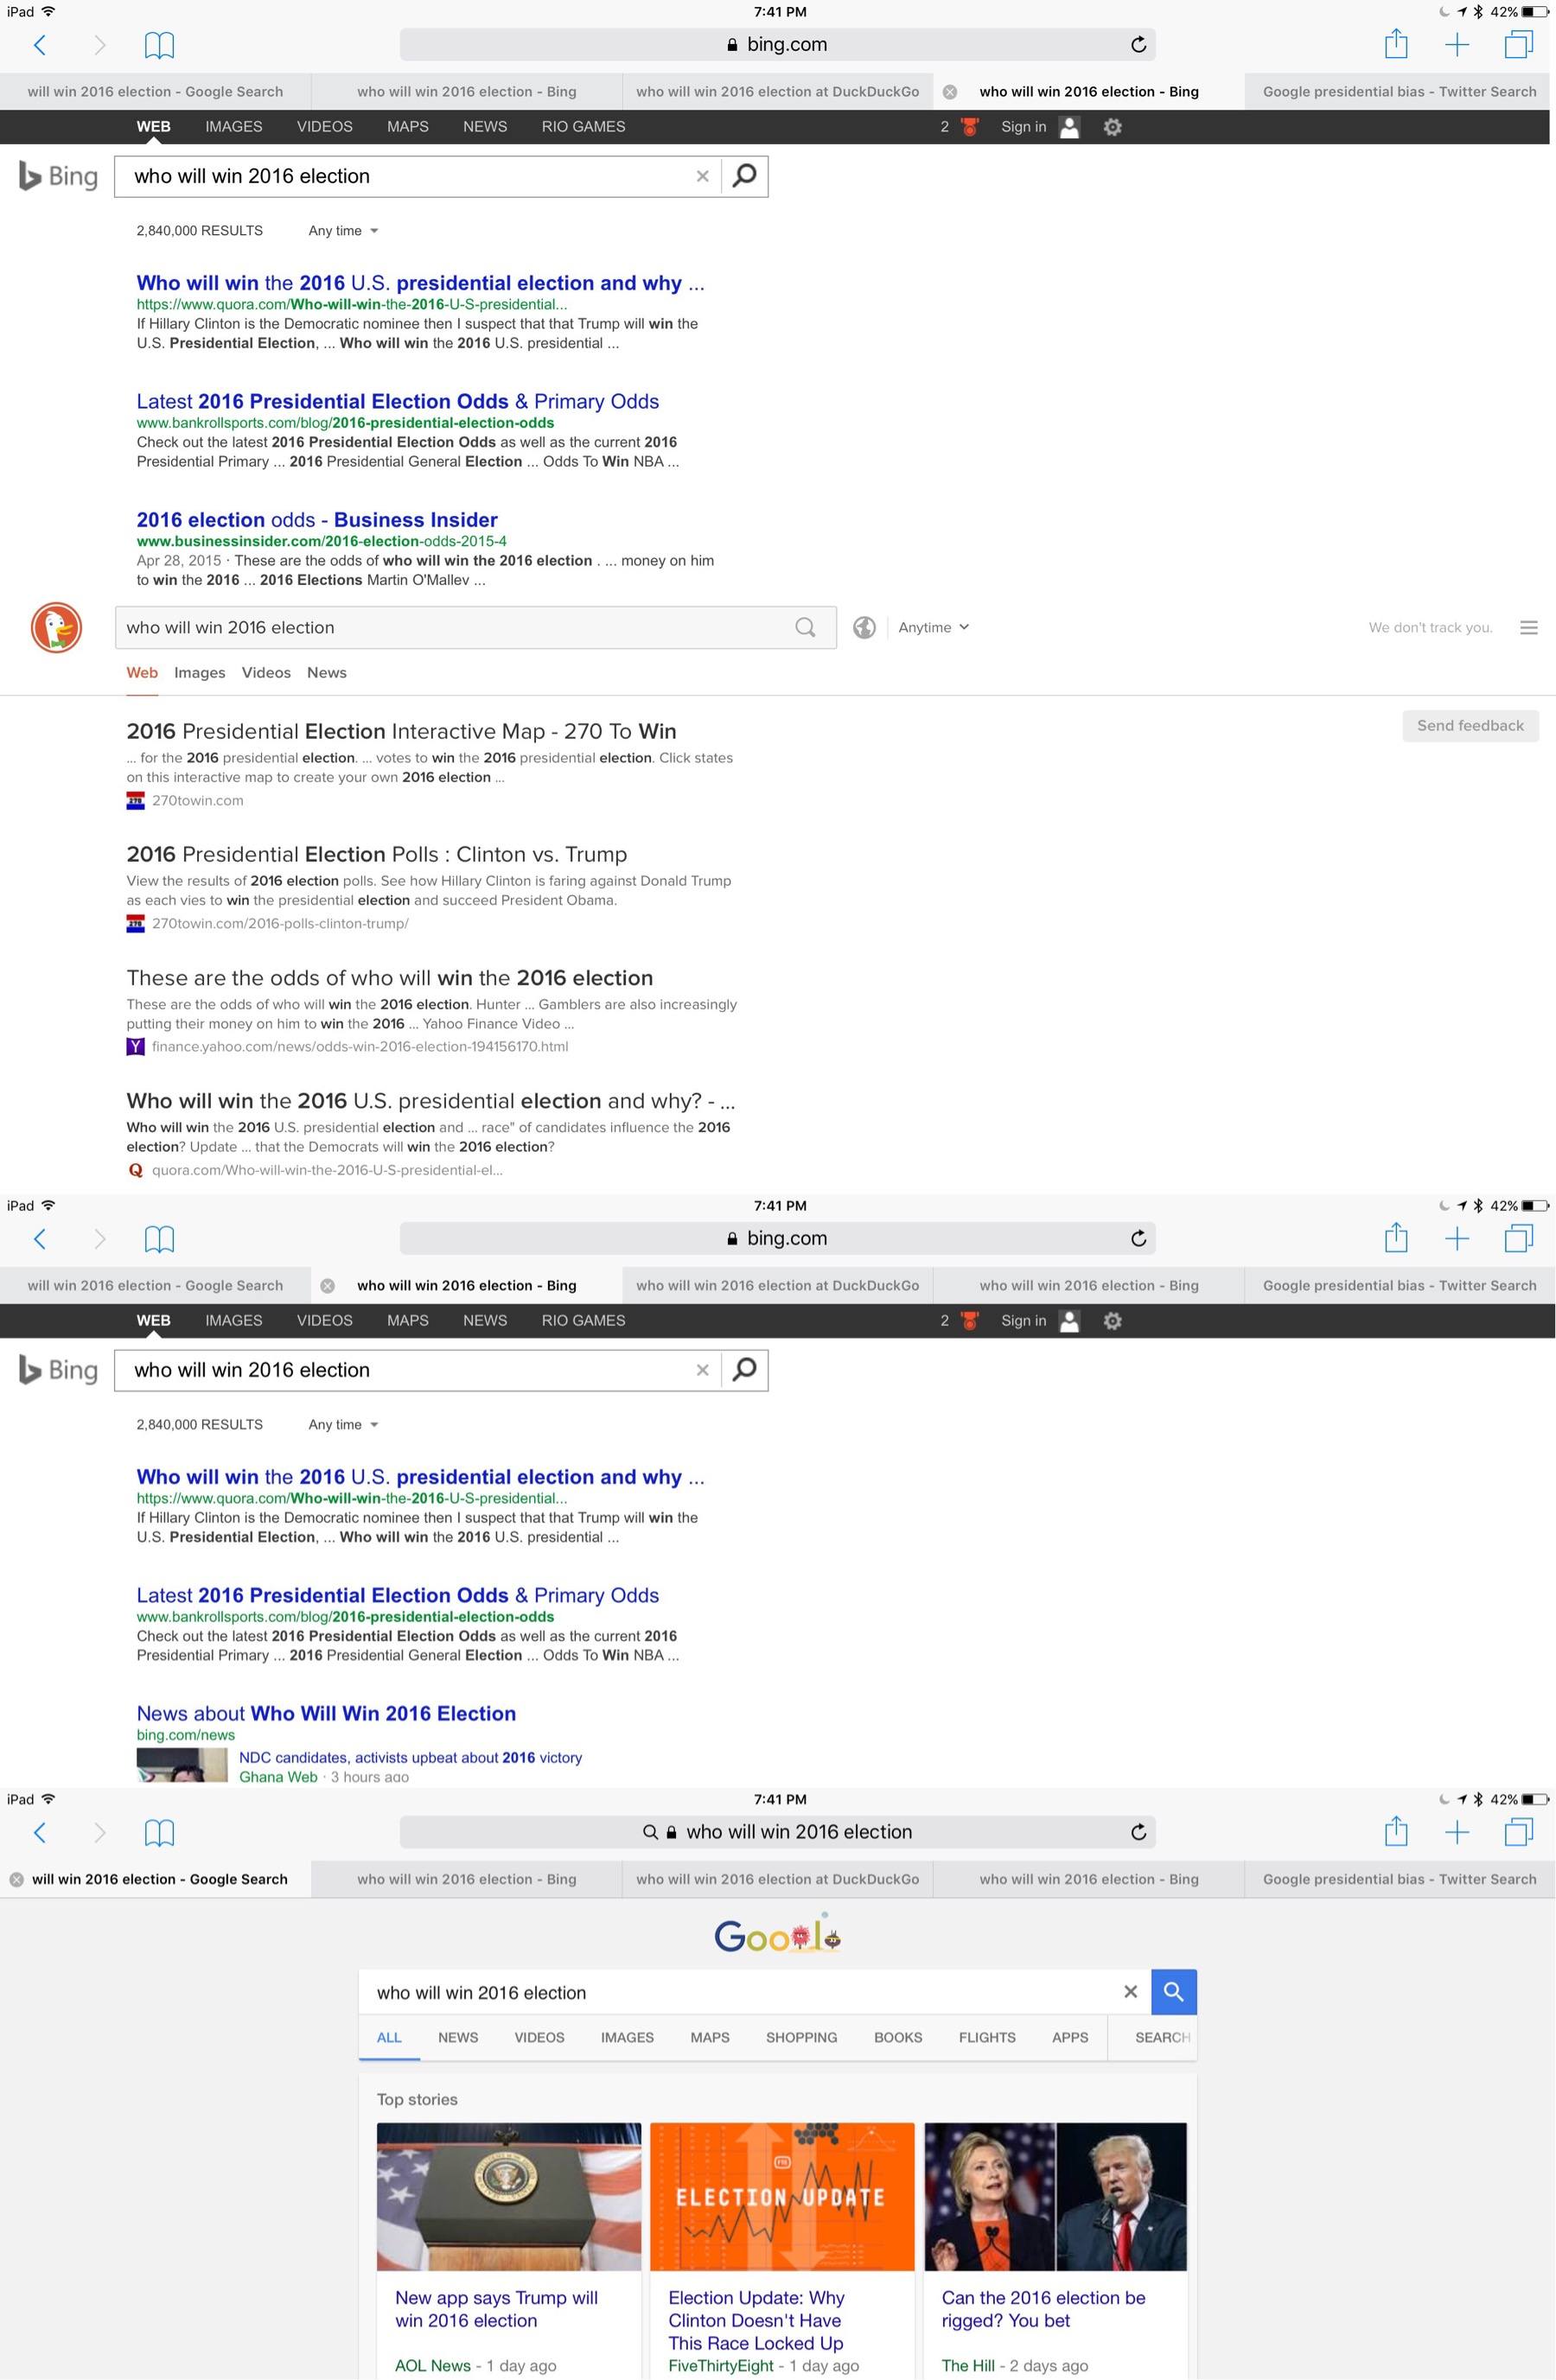 iPad 7:41 PM 42%
bing.com
will win 2016 election - Google Search who will win 2016 election - Bing who will win 2016 election at DuckDuckGo who will win 2016 election - Bing Google presidential bias - Twitter Search
WEB IMAGES VIDEOS MAPS NEWS RIO GAMES 2 Sign in
Bing who will win 2016 election
2,840,000 RESULTS Any time
Who will win the 2016 U.S. presidential election and why ...
https://www.quora.com/Who-will-win-the-2016-U-S-presidential...
If Hillary Clinton is the Democratic nominee then I suspect that that Trump will win the
U.S. Presidential Election, ... Who will win the 2016 U.S. presidential ...
Latest 2016 Presidential Election Odds & Primary Odds
www.bankrollsports.com/blog/2016-presidential-election-odds
Check out the latest 2016 Presidential Election Odds as well as the current 2016
Presidential Primary ... 2016 Presidential General Election ... Odds To Win NBA ...
2016 election odds - Business Insider
www.businessinsider.com/2016-election-odds-2015-4
Apr 28, 2015 · These are the odds of who will win the 2016 election . ... money on him
to win the 2016 ... 2016 Elections Martin O'Malley ...
who will win 2016 election Anytime We don't track you.
Web Images Videos News
2016 Presidential Election Interactive Map - 270 To Win Send feedback
... for the 2016 presidential election. ... votes to win the 2016 presidential election. Click states
on this interactive map to create your own 2016 election ...
270towin.com
2016 Presidential Election Polls : Clinton vs. Trump
View the results of 2016 election polls. See how Hillary Clinton is faring against Donald Trump
as each vies to win the presidential election and succeed President Obama.
270towin.com/2016-polls-clinton-trump/
These are the odds of who will win the 2016 election
These are the odds of who will win the 2016 election. Hunter ... Gamblers are also increasingly
putting their money on him to win the 2016 ... Yahoo Finance Video ...
Y finance.yahoo.com/news/odds-win-2016-election-194156170.html
Who will win the 2016 U.S. presidential election and why? - ...
Who will win the 2016 U.S. presidential election and ... race" of candidates influence the 2016
election? Update ... that the Democrats will win the 2016 election?
Q quora.com/Who-will-win-the-2016-U-S-presidential-el...
iPad 7:41 PM 42%
bing.com
will win 2016 election - Google Search who will win 2016 election - Bing who will win 2016 election at DuckDuckGo who will win 2016 election - Bing Google presidential bias - Twitter Search
WEB IMAGES VIDEOS MAPS NEWS RIO GAMES 2 Sign in
Bing who will win 2016 election
2,840,000 RESULTS Any time
Who will win the 2016 U.S. presidential election and why ...
https://www.quora.com/Who-will-win-the-2016-U-S-presidential...
If Hillary Clinton is the Democratic nominee then I suspect that that Trump will win the
U.S. Presidential Election, ... Who will win the 2016 U.S. presidential ...
Latest 2016 Presidential Election Odds & Primary Odds
www.bankrollsports.com/blog/2016-presidential-election-odds
Check out the latest 2016 Presidential Election Odds as well as the current 2016
Presidential Primary ... 2016 Presidential General Election ... Odds To Win NBA ...
News about Who Will Win 2016 Election
bing.com/news
NDC candidates, activists upbeat about 2016 victory
Ghana Web · 3 hours ago
iPad 7:41 PM 42%
who will win 2016 election
will win 2016 election - Google Search who will win 2016 election - Bing who will win 2016 election at DuckDuckGo who will win 2016 election - Bing Google presidential bias - Twitter Search
Google
who will win 2016 election
ALL NEWS VIDEOS IMAGES MAPS SHOPPING BOOKS FLIGHTS APPS SEARCH
Top stories
ELECTION UPDATE
New app says Trump will
win 2016 election
AOL News - 1 day ago
Election Update: Why
Clinton Doesn't Have
This Race Locked Up
FiveThirtyEight - 1 day ago
Can the 2016 election be
rigged? You bet
The Hill - 2 days ago